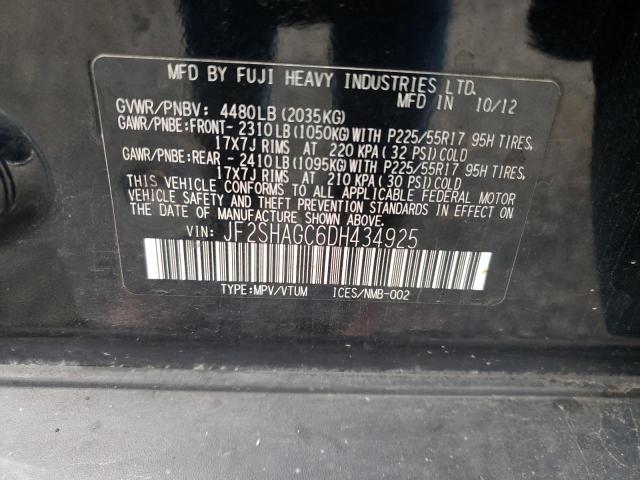 MFD BY FUJI HEAVY INDUSTRIES LTD.
MFD IN 10/12
GVWR/PNBV: 4480LB (2035KG)
GAWR/PNBE: FRONT- 2310LB (1050KG) WITH P225/55R17 95H TIRES,
17X7J RIMS AT 220 KPA (32 PSI) COLD
GAWR/PNBE: REAR - 2410LB (1095KG) WITH P225/55R17 95H TIRES,
17X7J RIMS AT 210 KPA (30 PSI) COLD
THIS VEHICLE CONFORMS TO ALL APPLICABLE FEDERAL MOTOR
VEHICLE SAFETY AND THEFT PREVENTION STANDARDS IN EFFECT ON
THE DATE OF MANUFACTURE SHOWN ABOVE.
VIN: JF2SHAGC6DH434925
TYPE: MPV/VTUM ICES/NMB-002